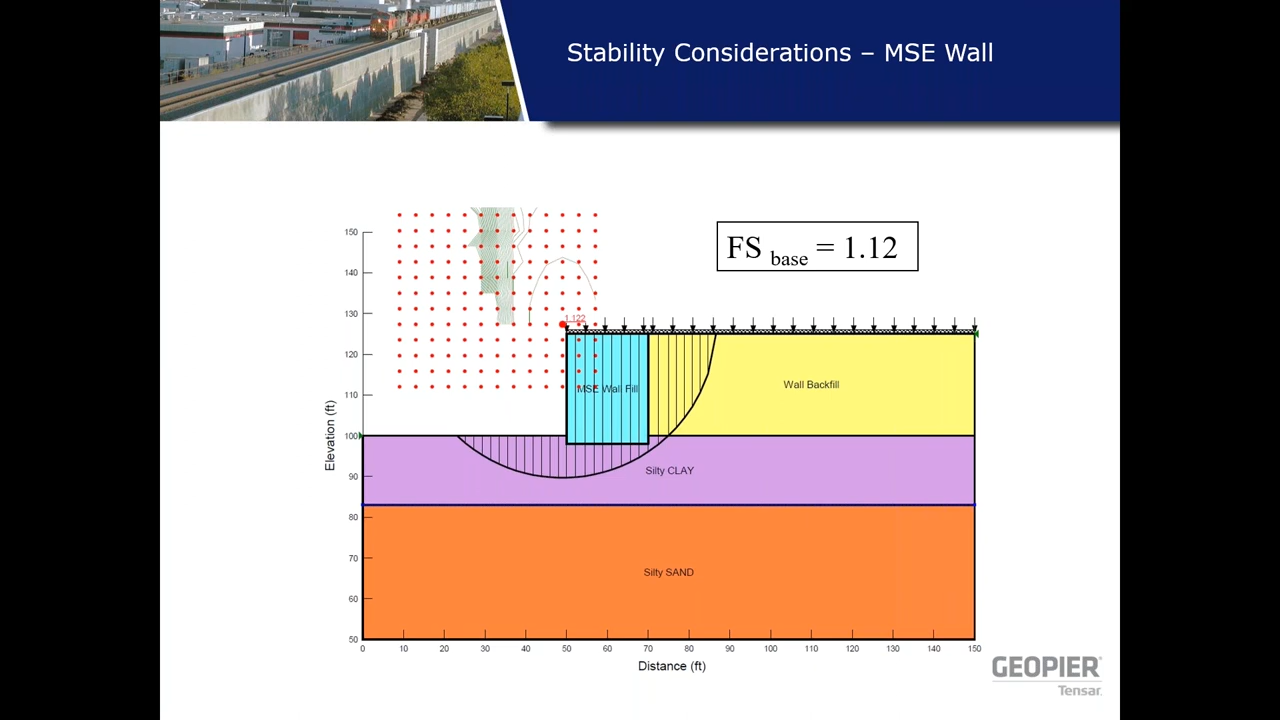 Stability Considerations – MSE Wall
FS base = 1.12
150
140
130
120
110
100
90
80
70
60
50
Elevation (ft)
1.122
MSE Wall Fill
Wall Backfill
Silty CLAY
Silty SAND
0 10 20 30 40 50 60 70 80 90 100 110 120 130 140 150
Distance (ft)
GEOPIER®
Tensar